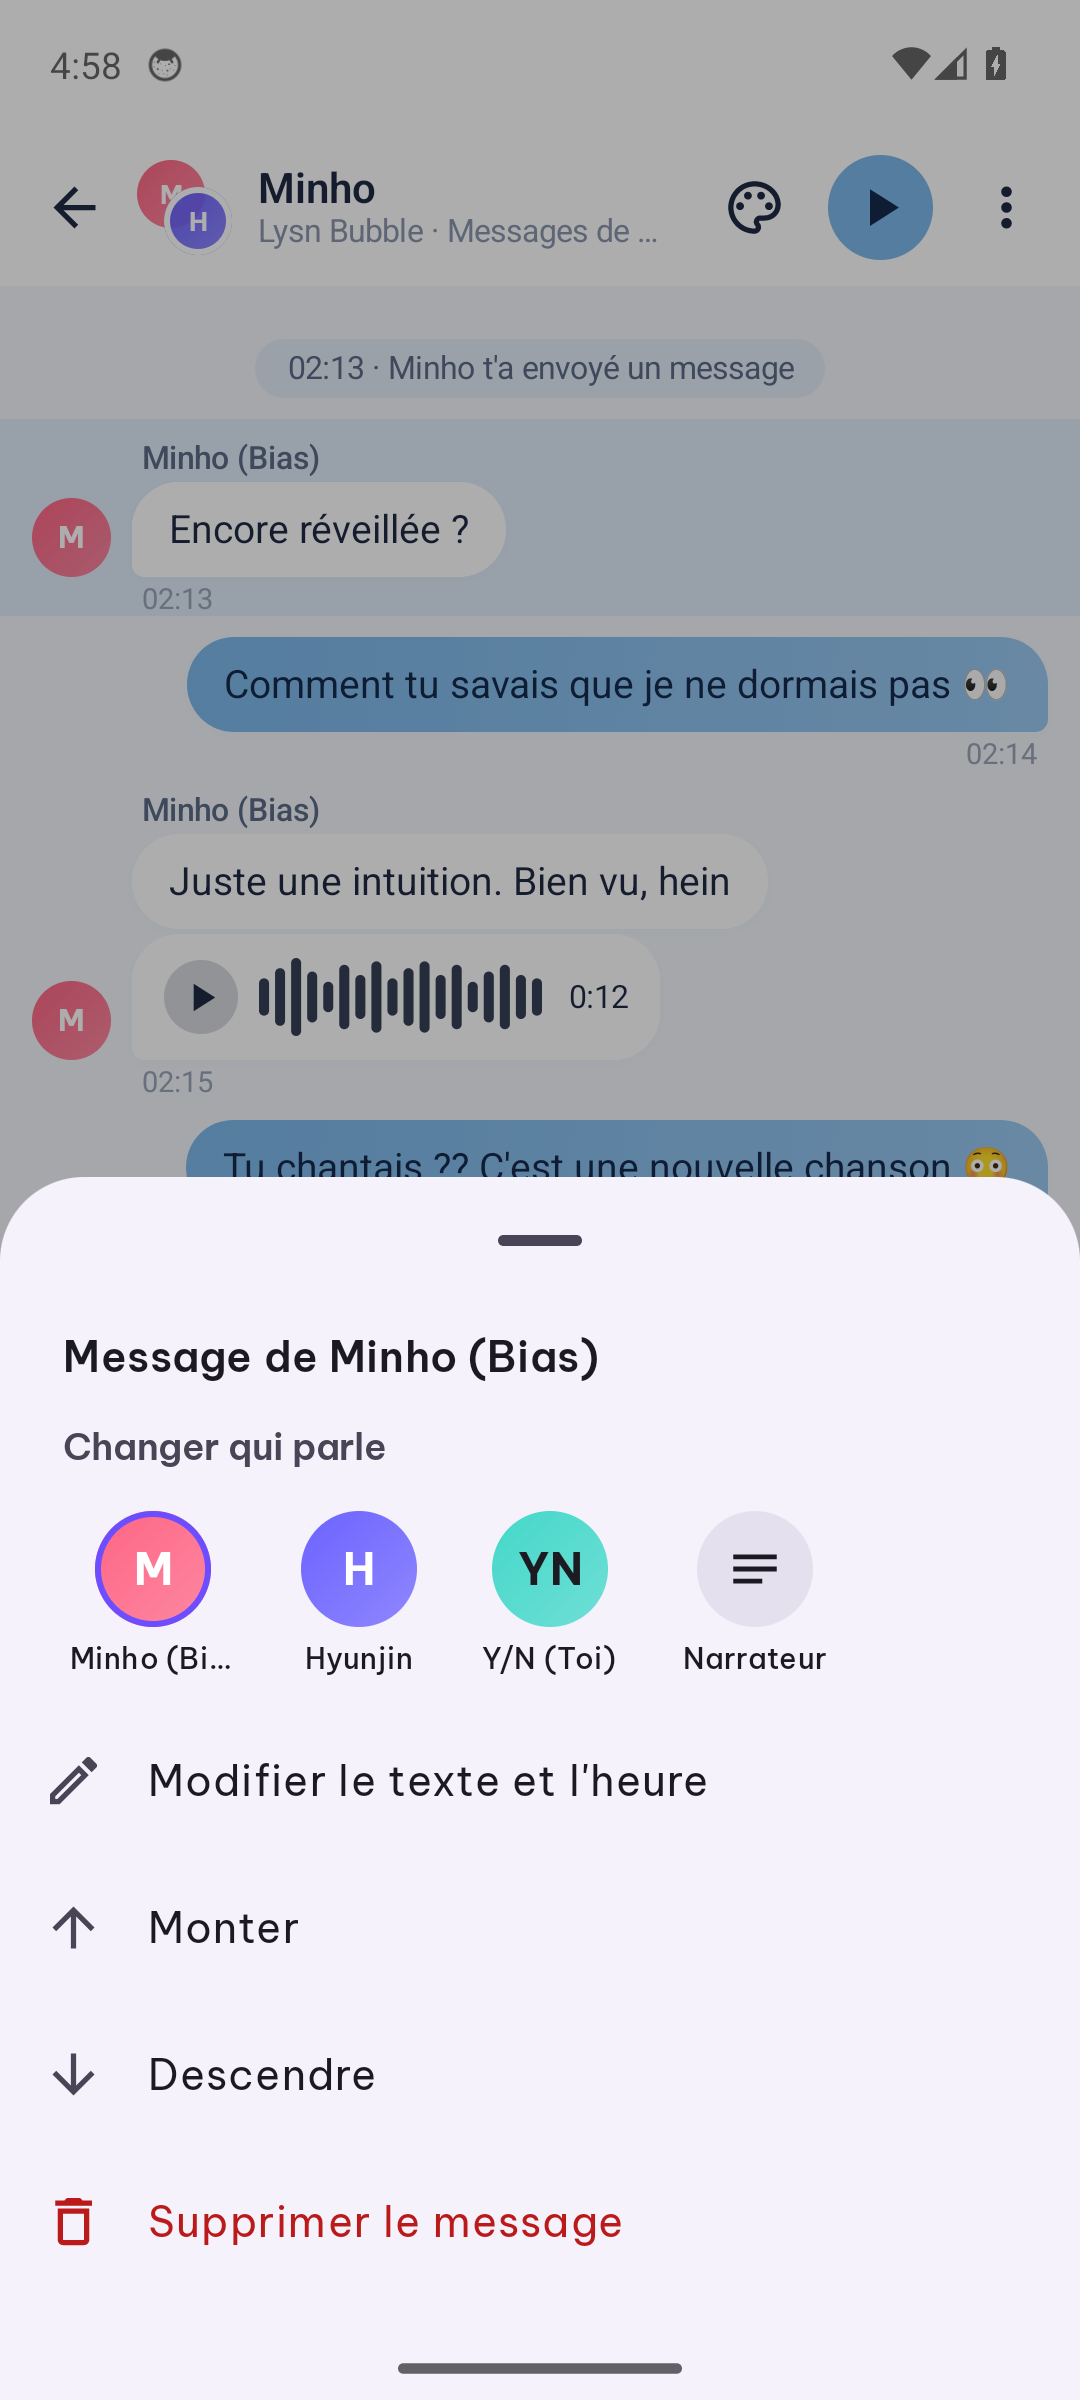 4:58
M
H
Minho
Lysn Bubble · Messages de ...
02:13 · Minho t'a envoyé un message
Minho (Bias)
M
Encore réveillée ?
02:13
Comment tu savais que je ne dormais pas 👀
02:14
Minho (Bias)
Juste une intuition. Bien vu, hein
M
0:12
02:15
Tu chantais ?? C'est une nouvelle chanson 😳
Message de Minho (Bias)
Changer qui parle
M
H
YN
Minho (Bi...
Hyunjin
Y/N (Toi)
Narrateur
Modifier le texte et l'heure
Monter
Descendre
Supprimer le message